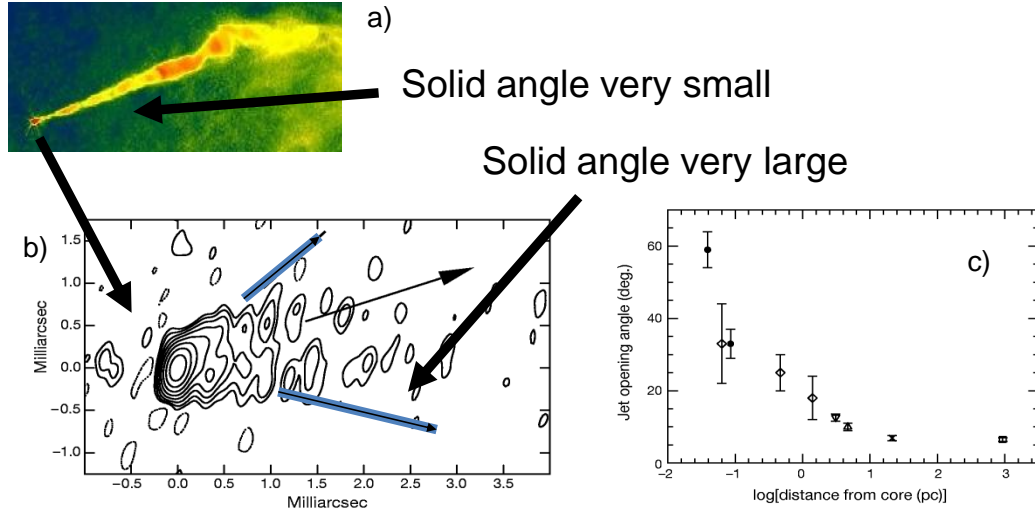 a)
Solid angle very small
Solid angle very large
b)
1.5
1.0
0.5
0.0
−0.5
−1.0
Milliarcsec
−0.5 0.0 0.5 1.0 1.5 2.0 2.5 3.0 3.5
Milliarcsec
c)
60
40
20
0
Jet opening angle (deg.)
−2 −1 0 1 2 3
log[distance from core (pc)]